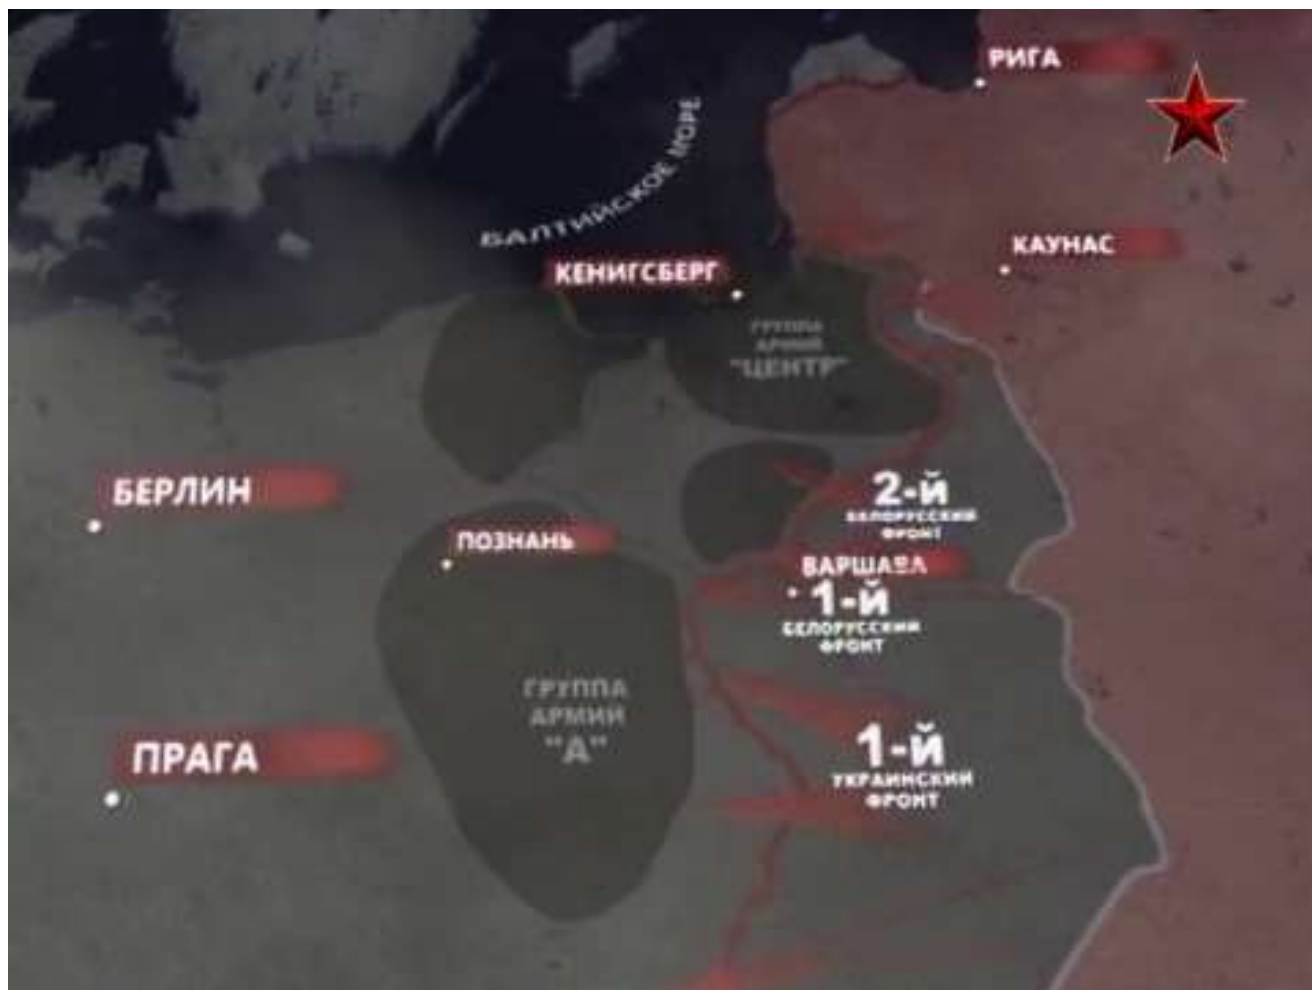 РИГА
БАЛТИЙСКОЕ МОРЕ
КАУНАС
КЕНИГСБЕРГ
ГРУППА
АРМИЙ
"ЦЕНТР"
БЕРЛИН
2-Й
БЕЛОРУССКИЙ
ФРОНТ
ПОЗНАНЬ
ВАРШАВА
1-Й
БЕЛОРУССКИЙ
ФРОНТ
ГРУППА
АРМИЙ
"А"
ПРАГА
1-Й
УКРАИНСКИЙ
ФРОНТ